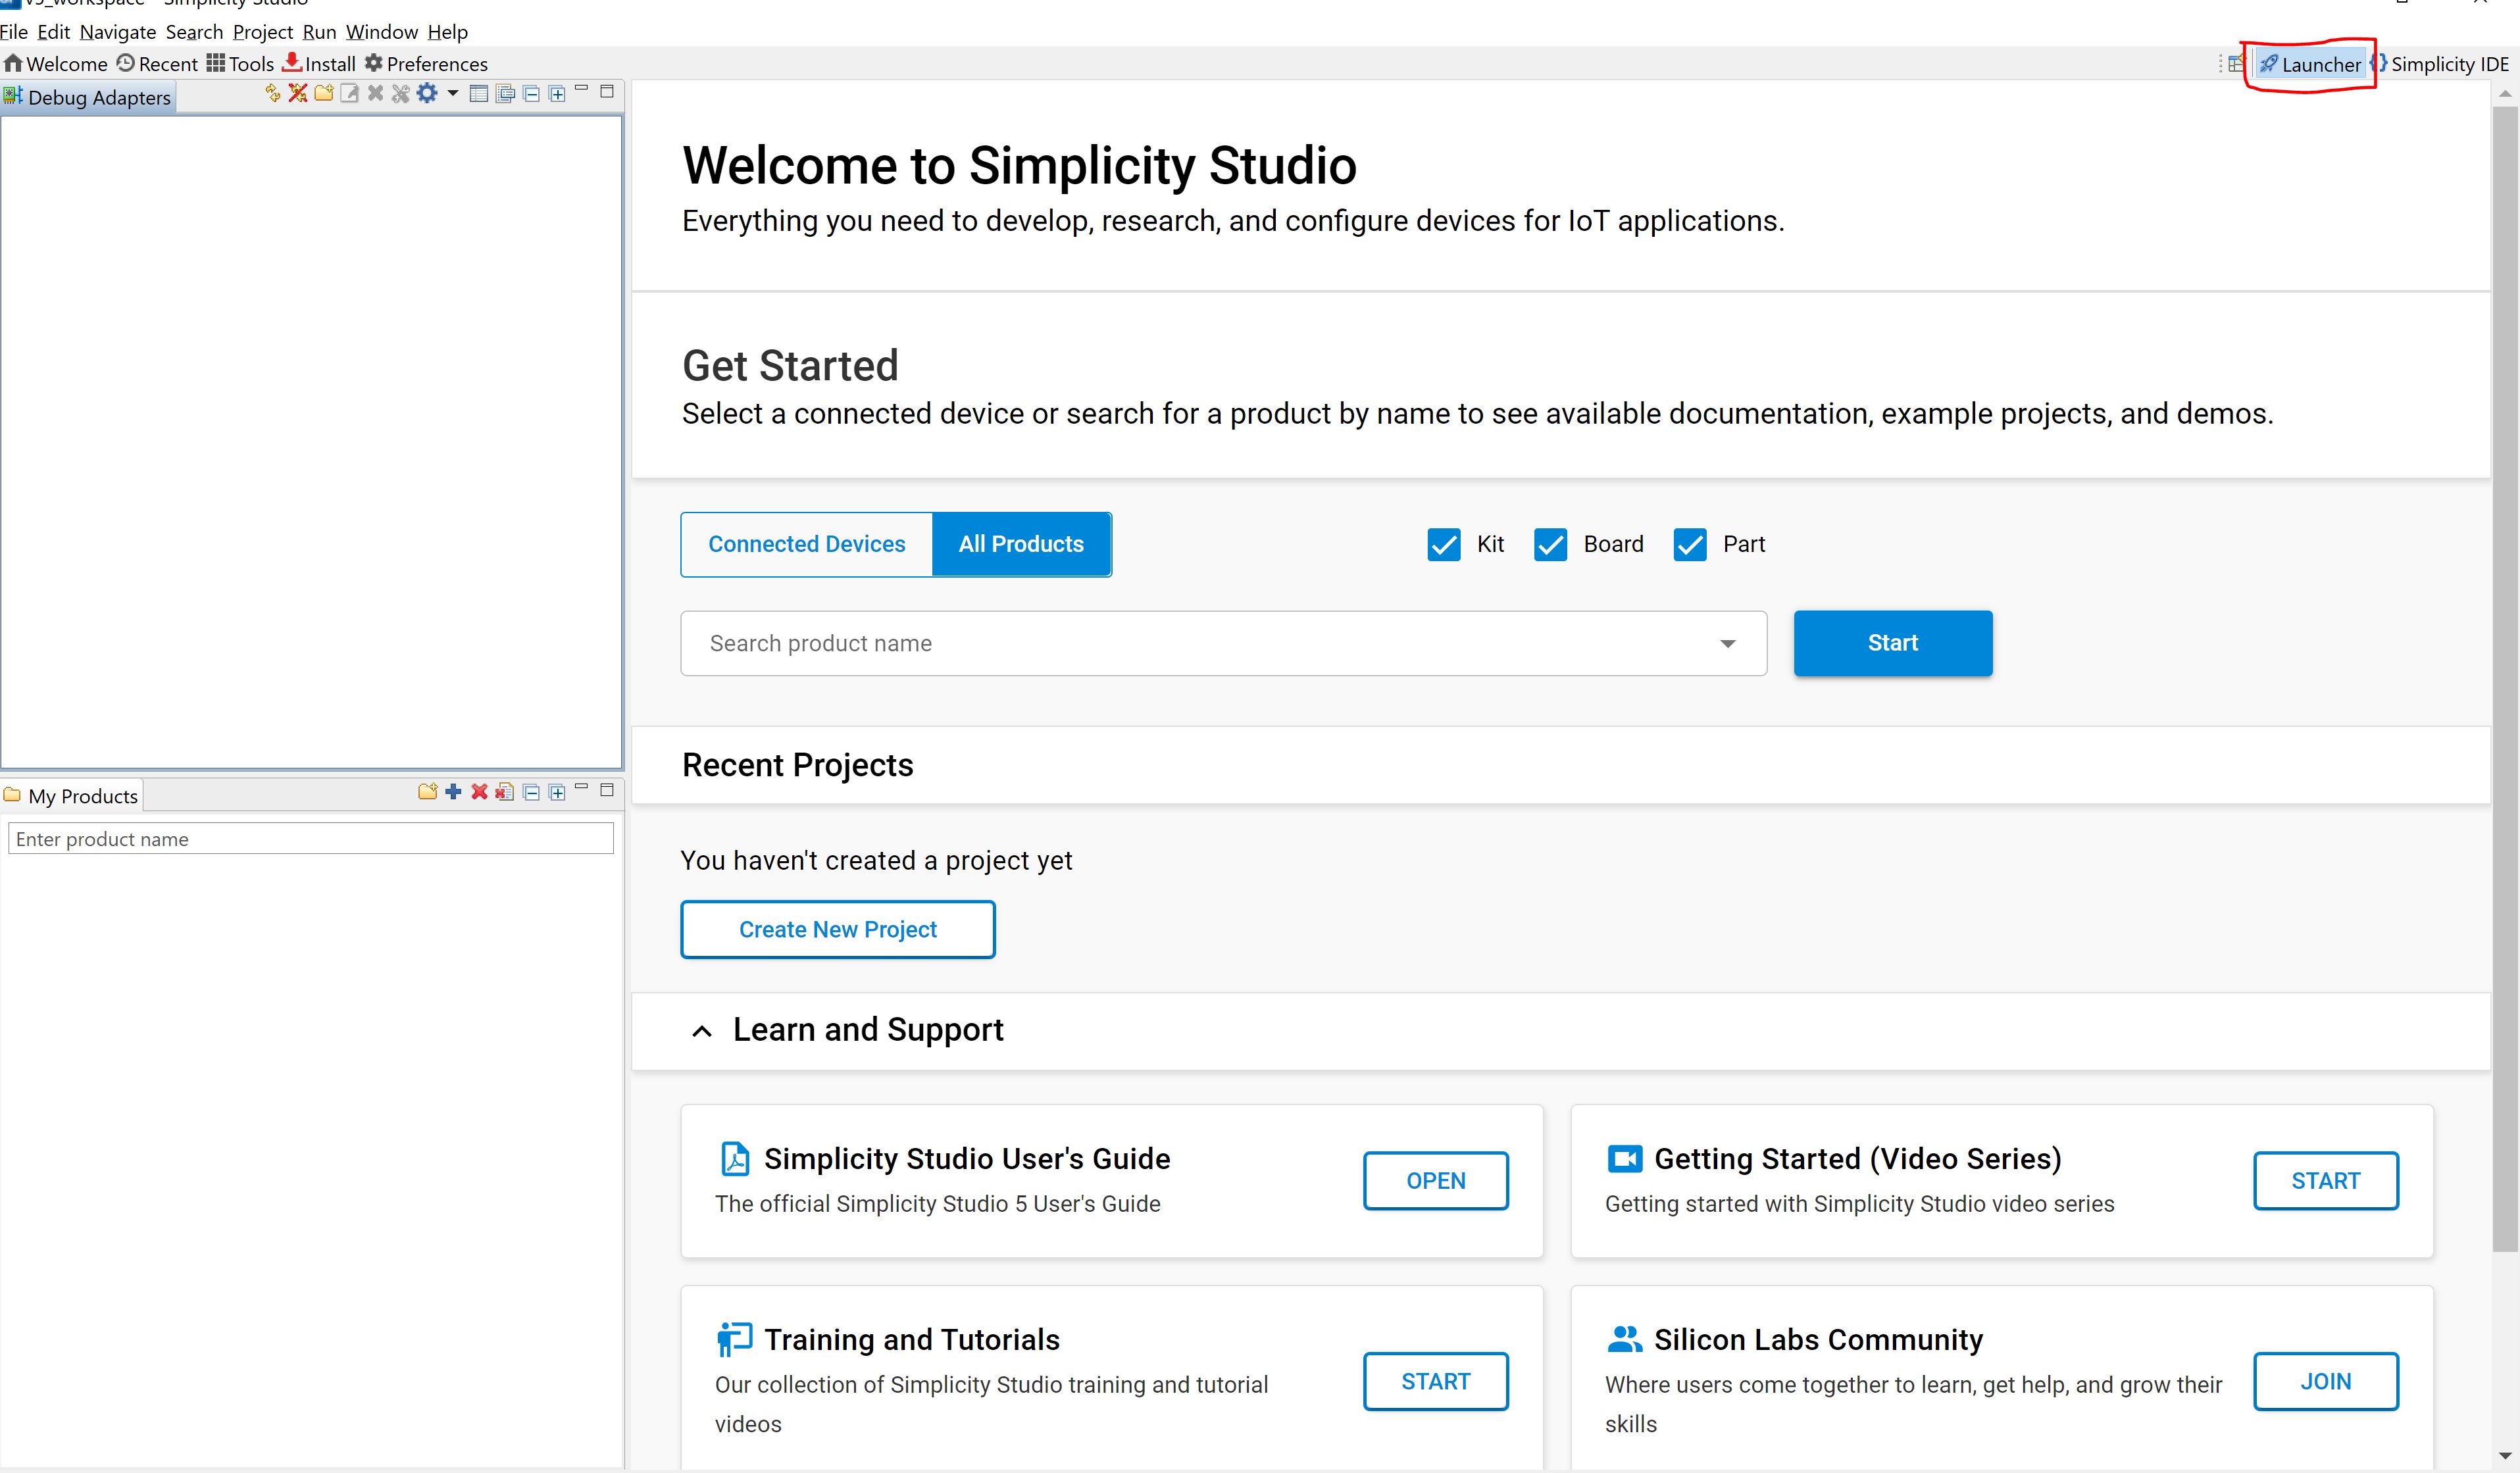 v5_workspace - Simplicity Studio
File Edit Navigate Search Project Run Window Help
Welcome Recent Tools Install Preferences
Launcher Simplicity IDE
Debug Adapters
Welcome to Simplicity Studio
Everything you need to develop, research, and configure devices for IoT applications.
Get Started
Select a connected device or search for a product by name to see available documentation, example projects, and demos.
Connected Devices All Products Kit Board Part
Search product name Start
Recent Projects
My Products
Enter product name
You haven't created a project yet
Create New Project
Learn and Support
Simplicity Studio User's Guide
The official Simplicity Studio 5 User's Guide
OPEN
Getting Started (Video Series)
Getting started with Simplicity Studio video series
START
Training and Tutorials
Our collection of Simplicity Studio training and tutorial
videos
START
Silicon Labs Community
Where users come together to learn, get help, and grow their
skills
JOIN